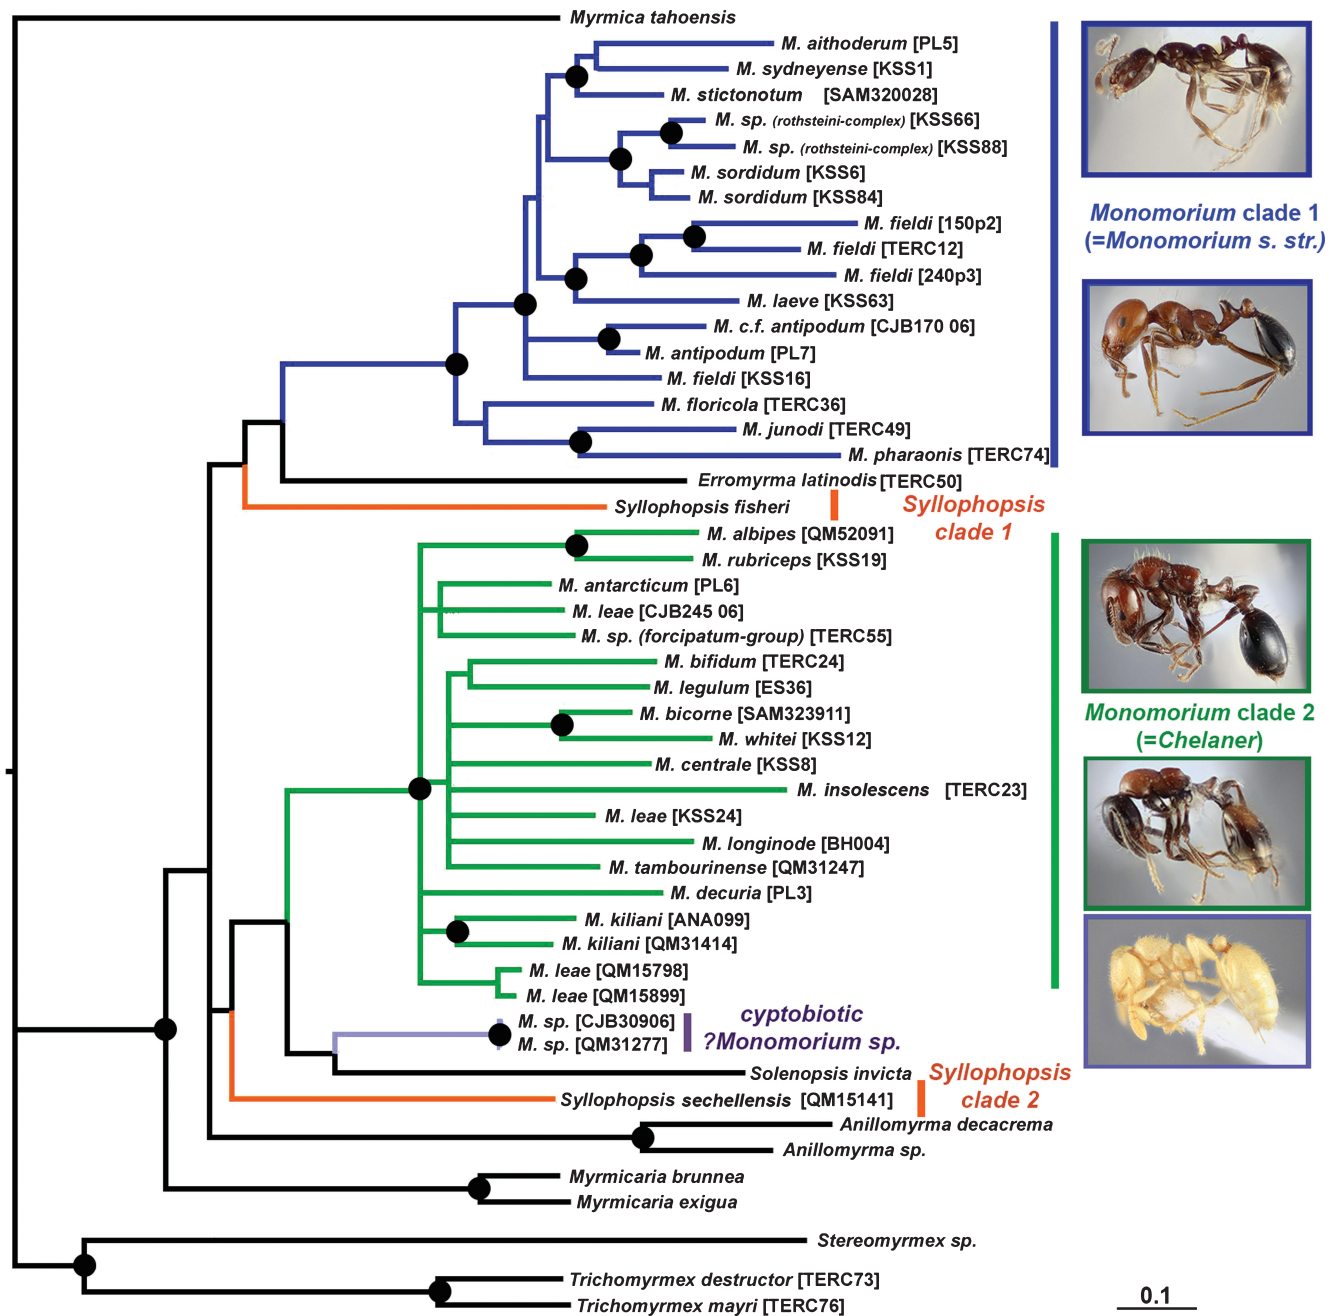 Myrmica tahoensis
M. aithoderum [PL5]
M. sydneyense [KSS1]
M. stictonotum [SAM320028]
M. sp. (rothsteini-complex) [KSS66]
M. sp. (rothsteini-complex) [KSS88]
M. sordidum [KSS6]
M. sordidum [KSS84]
M. fieldi [150p2]
M. fieldi [TERC12]
M. fieldi [240p3]
M. laeve [KSS63]
M. c.f. antipodum [CJB170 06]
M. antipodum [PL7]
M. fieldi [KSS16]
M. floricola [TERC36]
M. junodi [TERC49]
M. pharaonis [TERC74]
Monomorium clade 1
(=Monomorium s. str.)
Erromyrma latinodis [TERC50]
Syllophopsis fisheri
Syllophopsis
clade 1
M. albipes [QM52091]
M. rubriceps [KSS19]
M. antarcticum [PL6]
M. leae [CJB245 06]
M. sp. (forcipatum-group) [TERC55]
M. bifidum [TERC24]
M. legulum [ES36]
M. bicorne [SAM323911]
M. whitei [KSS12]
M. centrale [KSS8]
M. insolescens [TERC23]
M. leae [KSS24]
M. longinode [BH004]
M. tambourinense [QM31247]
M. decuria [PL3]
M. kiliani [ANA099]
M. kiliani [QM31414]
M. leae [QM15798]
M. leae [QM15899]
Monomorium clade 2
(=Chelaner)
M. sp. [CJB30906]
M. sp. [QM31277]
cyptobiotic
?Monomorium sp.
Solenopsis invicta
Syllophopsis sechellensis [QM15141]
Syllophopsis
clade 2
Anillomyrma decacrema
Anillomyrma sp.
Myrmicaria brunnea
Myrmicaria exigua
Stereomyrmex sp.
Trichomyrmex destructor [TERC73]
Trichomyrmex mayri [TERC76]
0.1